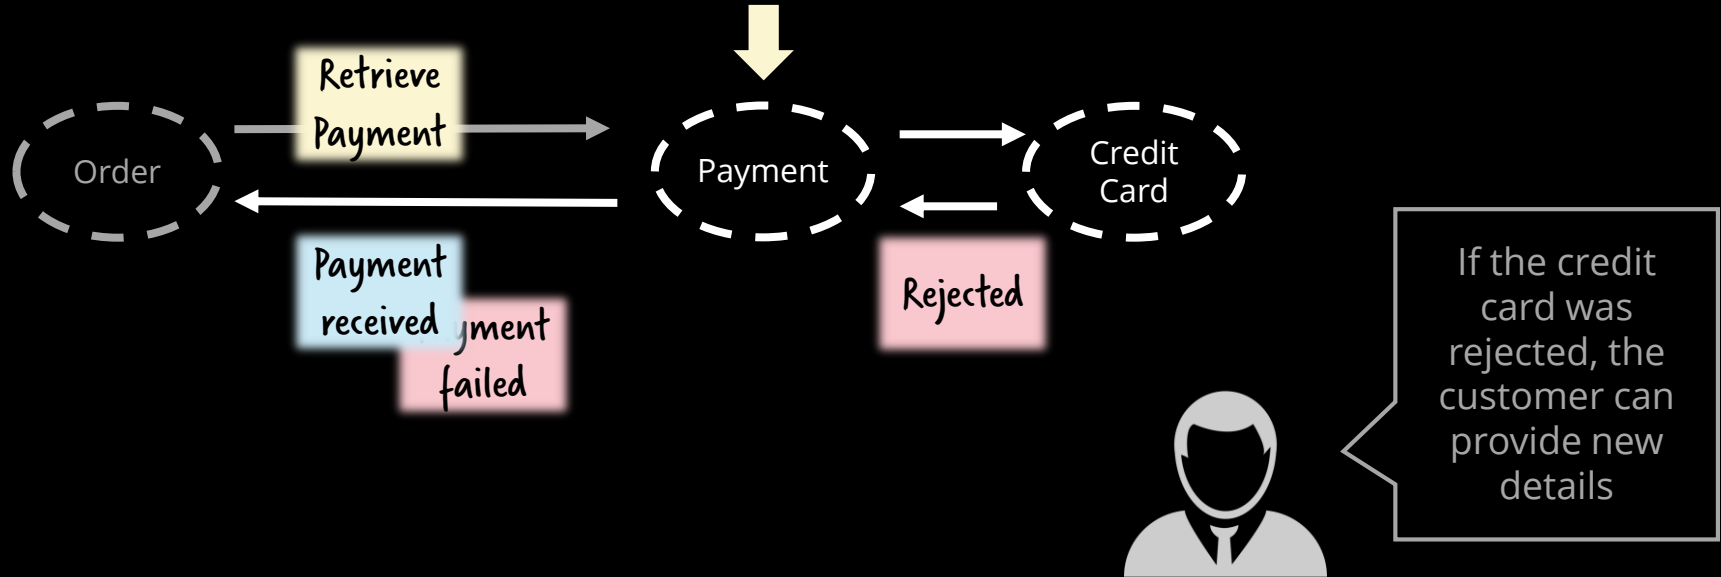 Retrieve
Payment
Order
Payment
Credit
Card
Payment
received
yment
failed
Rejected
If the credit
card was
rejected, the
customer can
provide new
details